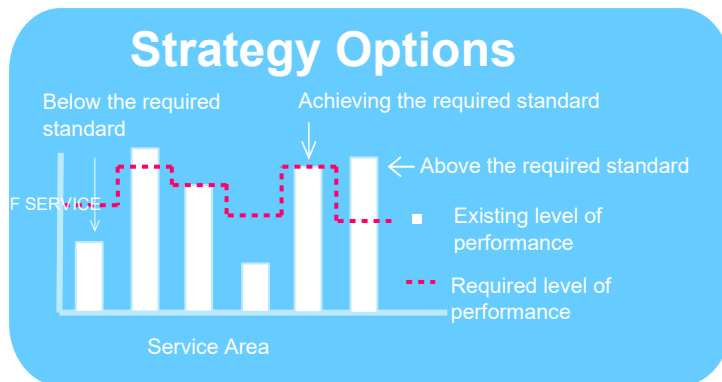 Strategy Options
Below the required
standard
Achieving the required standard
Above the required standard
F SERVICE
Existing level of
performance
Required level of
performance
Service Area